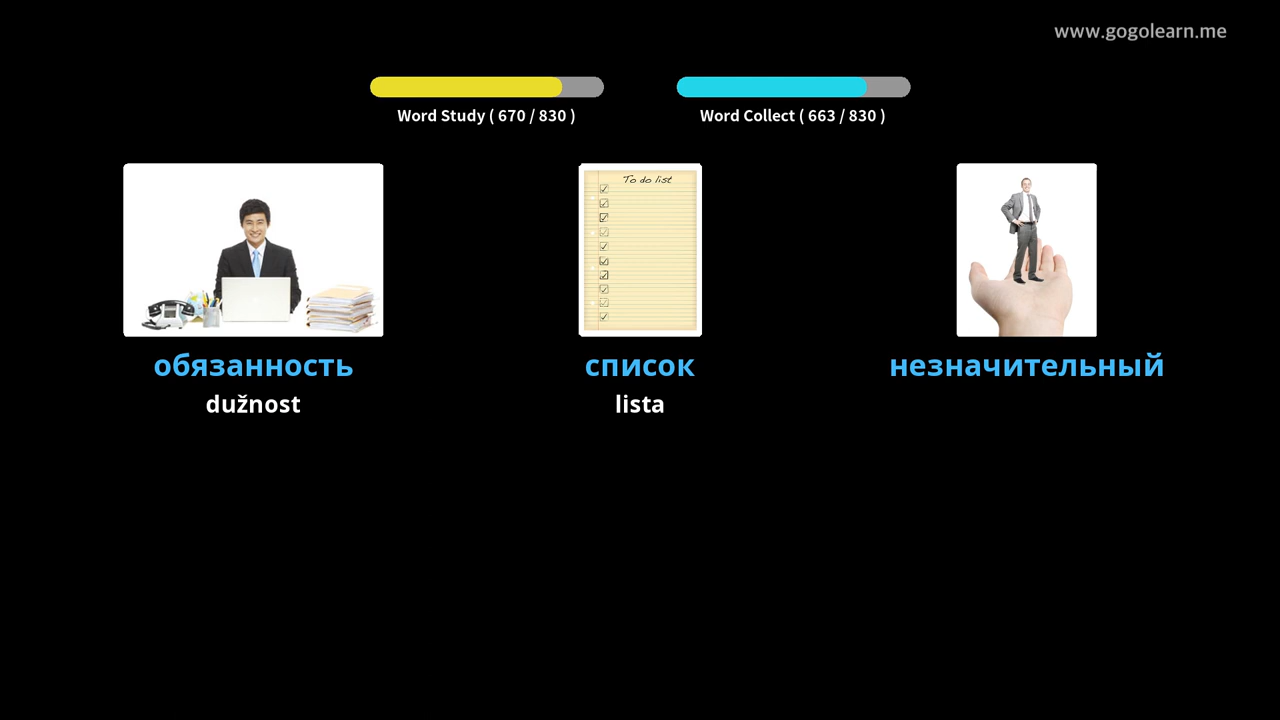 www.gogolearn.me
Word Study ( 670 / 830 )
Word Collect ( 663 / 830 )
To do list
обязанность
dužnost
список
lista
незначительный